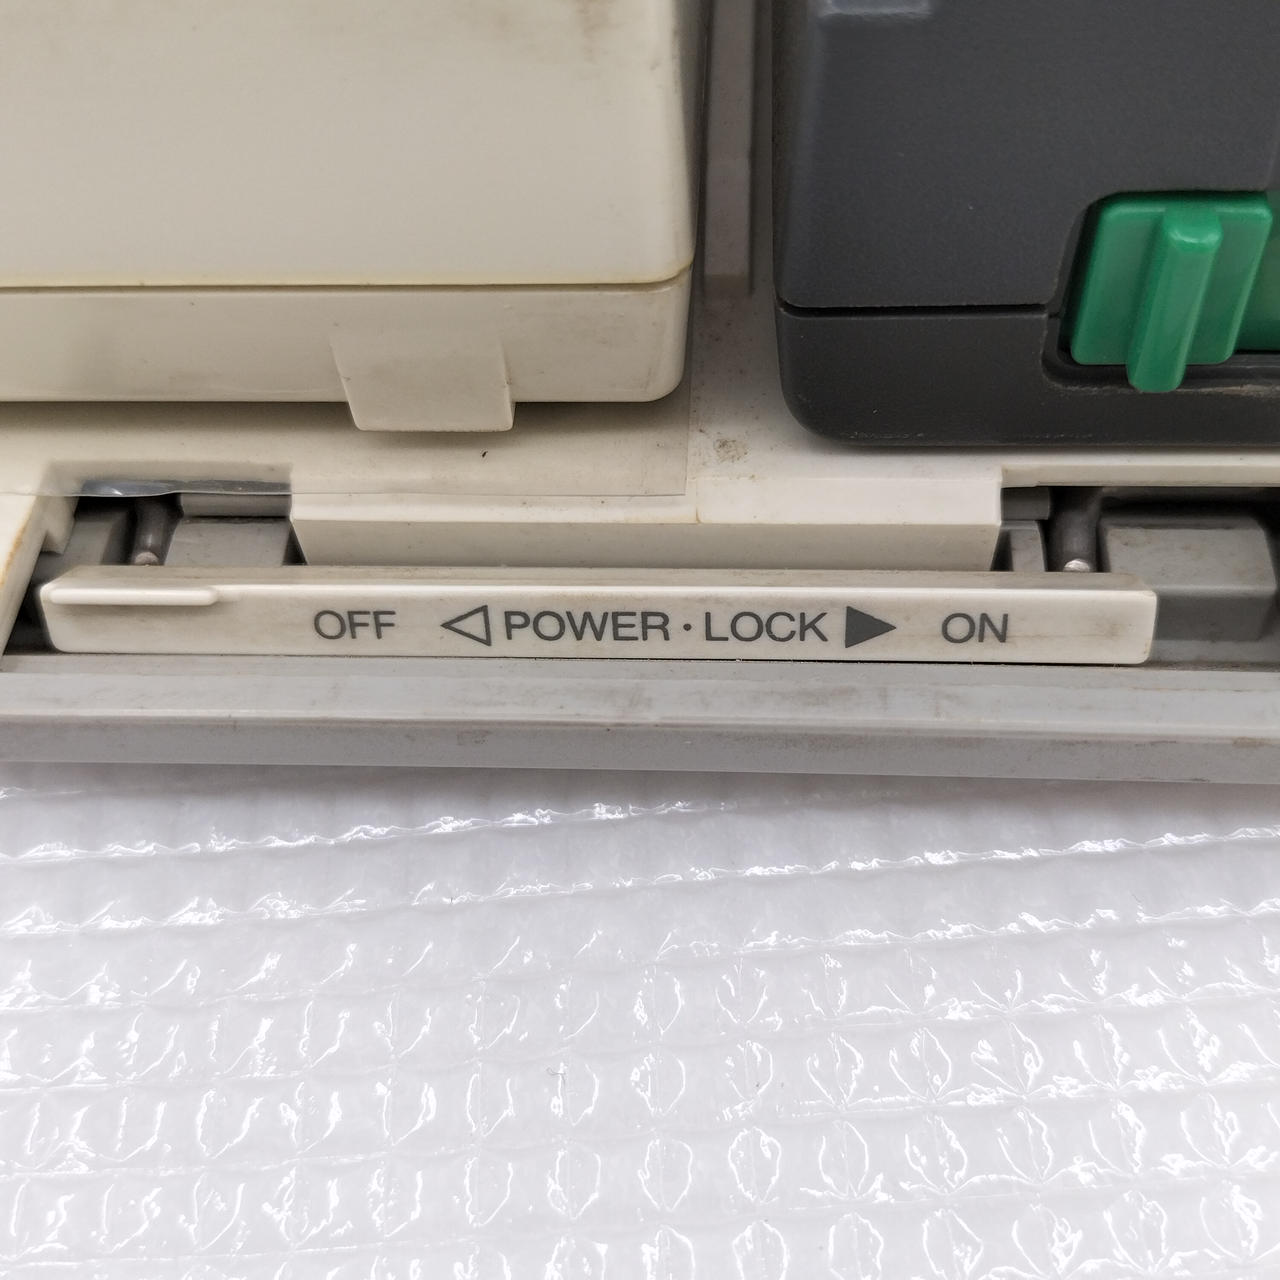 OFF ◁ POWER・LOCK ▶ ON